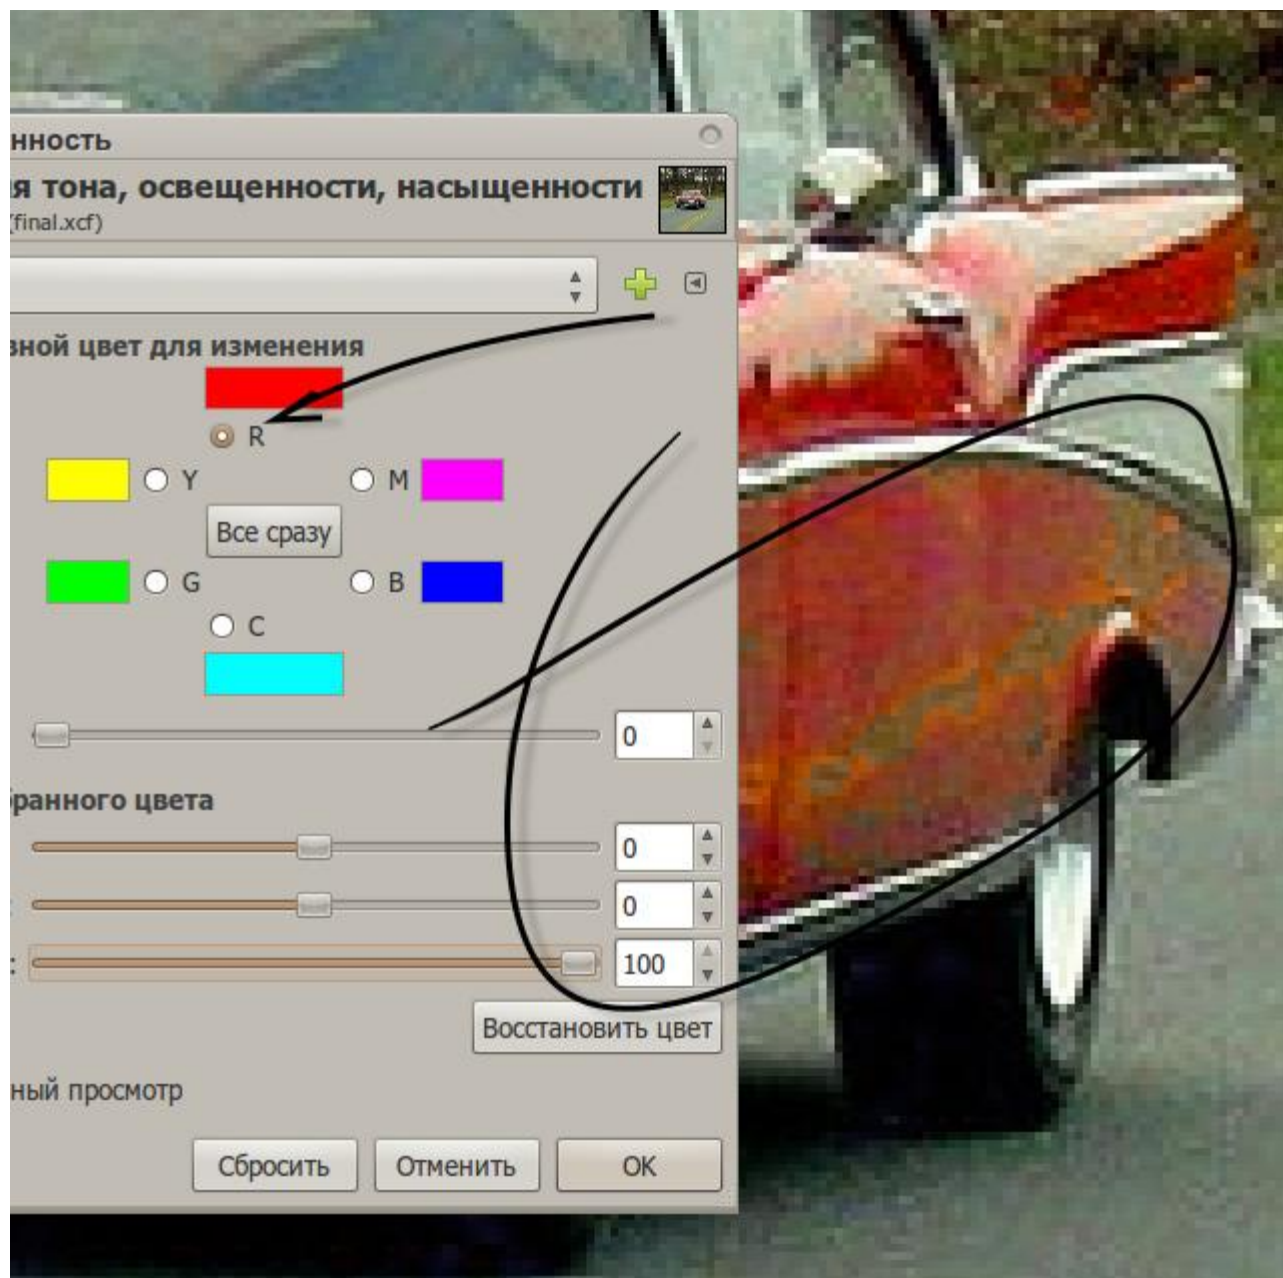 нность
я тона, освещенности, насыщенности
(final.xcf)
вной цвет для изменения
R
Y
M
Все сразу
G
B
C
0
бранного цвета
0
0
: 100
Восстановить цвет
ный просмотр
Сбросить Отменить OK